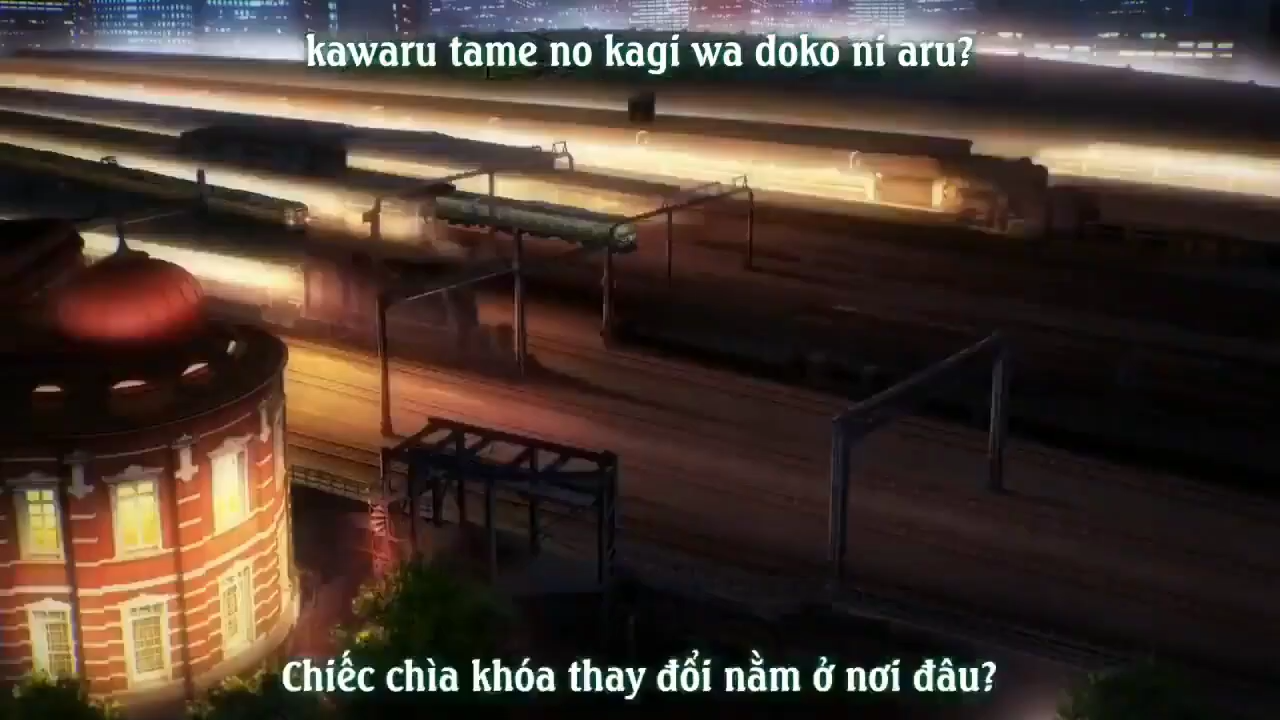 kawaru tame no kagi wa doko ni aru?
Chiếc chìa khóa thay đổi nằm ở nơi đâu?